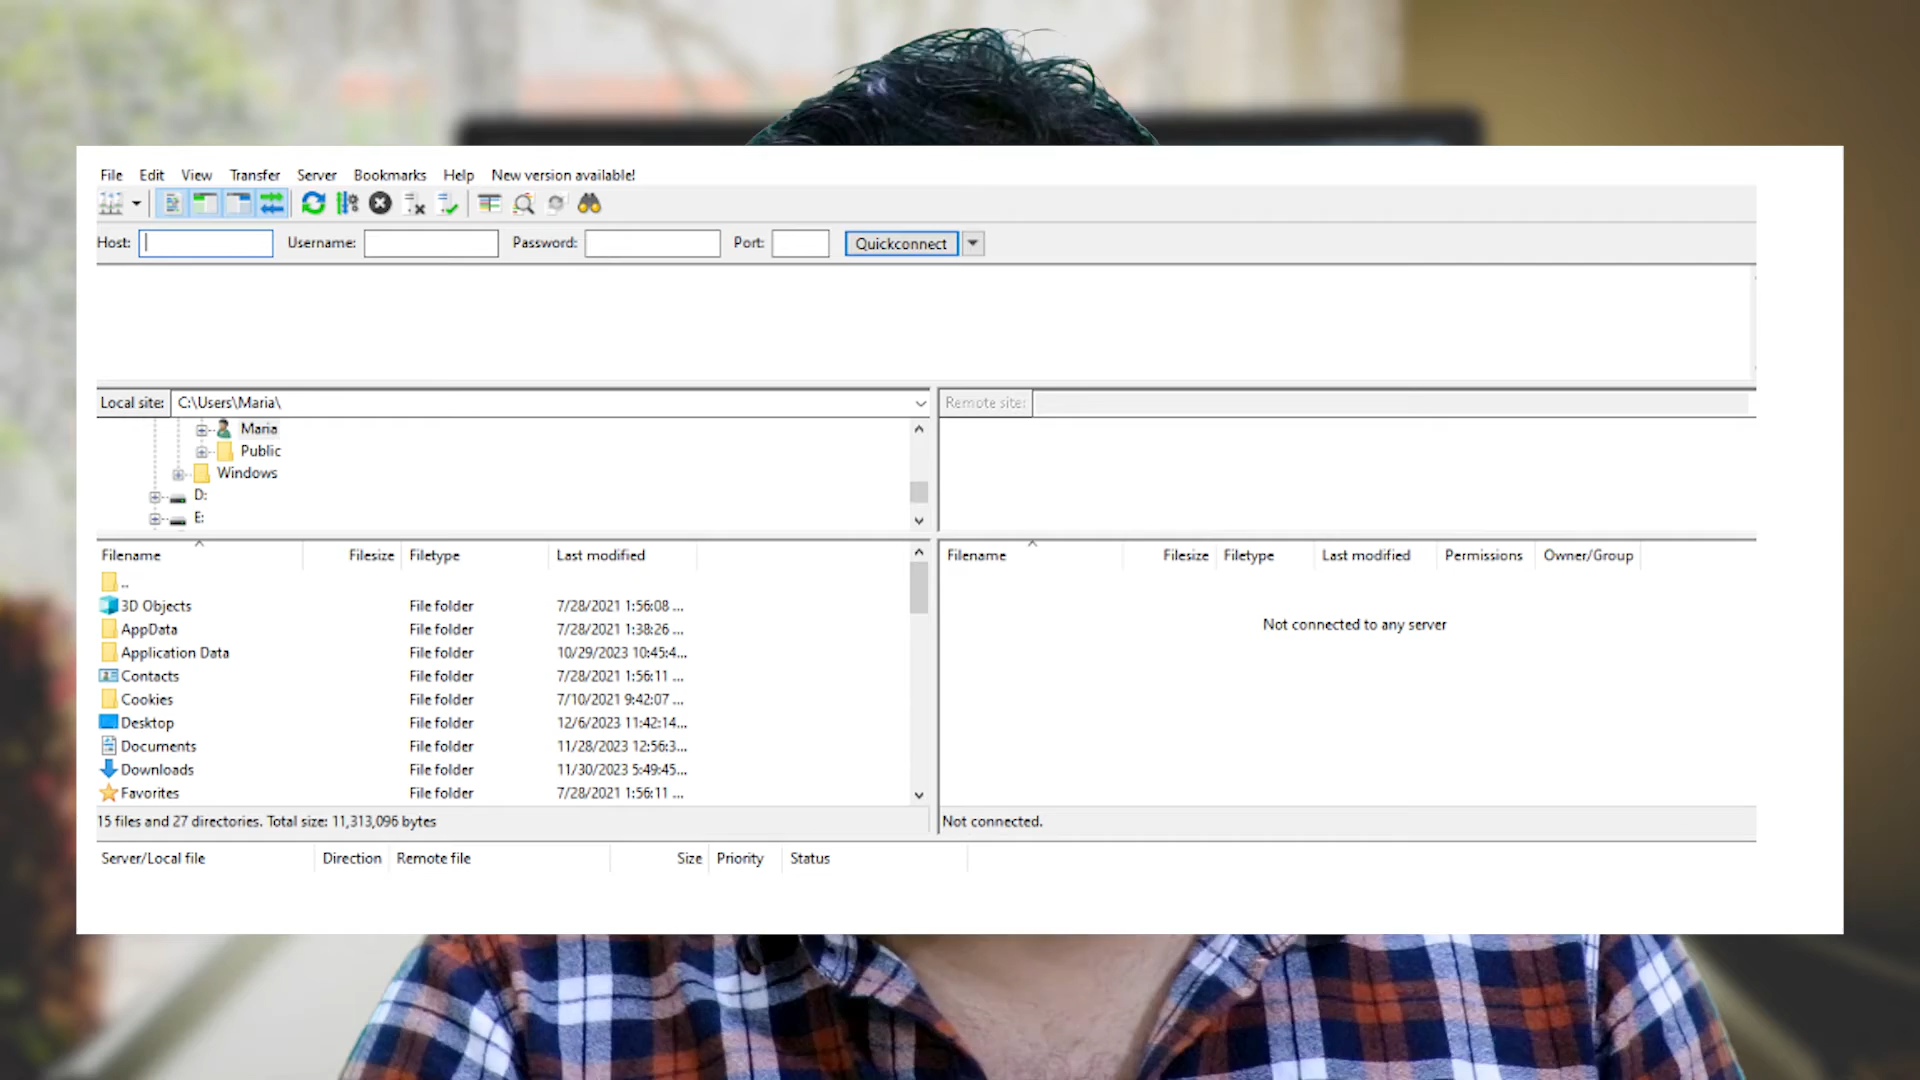 File Edit View Transfer Server Bookmarks Help New version available!
Host: Username: Password: Port: Quickconnect
Local site: C:\Users\Maria\ Remote site:
Maria
Public
Windows
D:
E:
Filename Filesize Filetype Last modified Filename Filesize Filetype Last modified Permissions Owner/Group
..
3D Objects File folder 7/28/2021 1:56:08 ...
Not connected to any server
AppData File folder 7/28/2021 1:38:26 ...
Application Data File folder 10/29/2023 10:45:4...
Contacts File folder 7/28/2021 1:56:11 ...
Cookies File folder 7/10/2021 9:42:07 ...
Desktop File folder 12/6/2023 11:42:14...
Documents File folder 11/28/2023 12:56:3...
Downloads File folder 11/30/2023 5:49:45...
Favorites File folder 7/28/2021 1:56:11 ...
15 files and 27 directories. Total size: 11,313,096 bytes Not connected.
Server/Local file Direction Remote file Size Priority Status